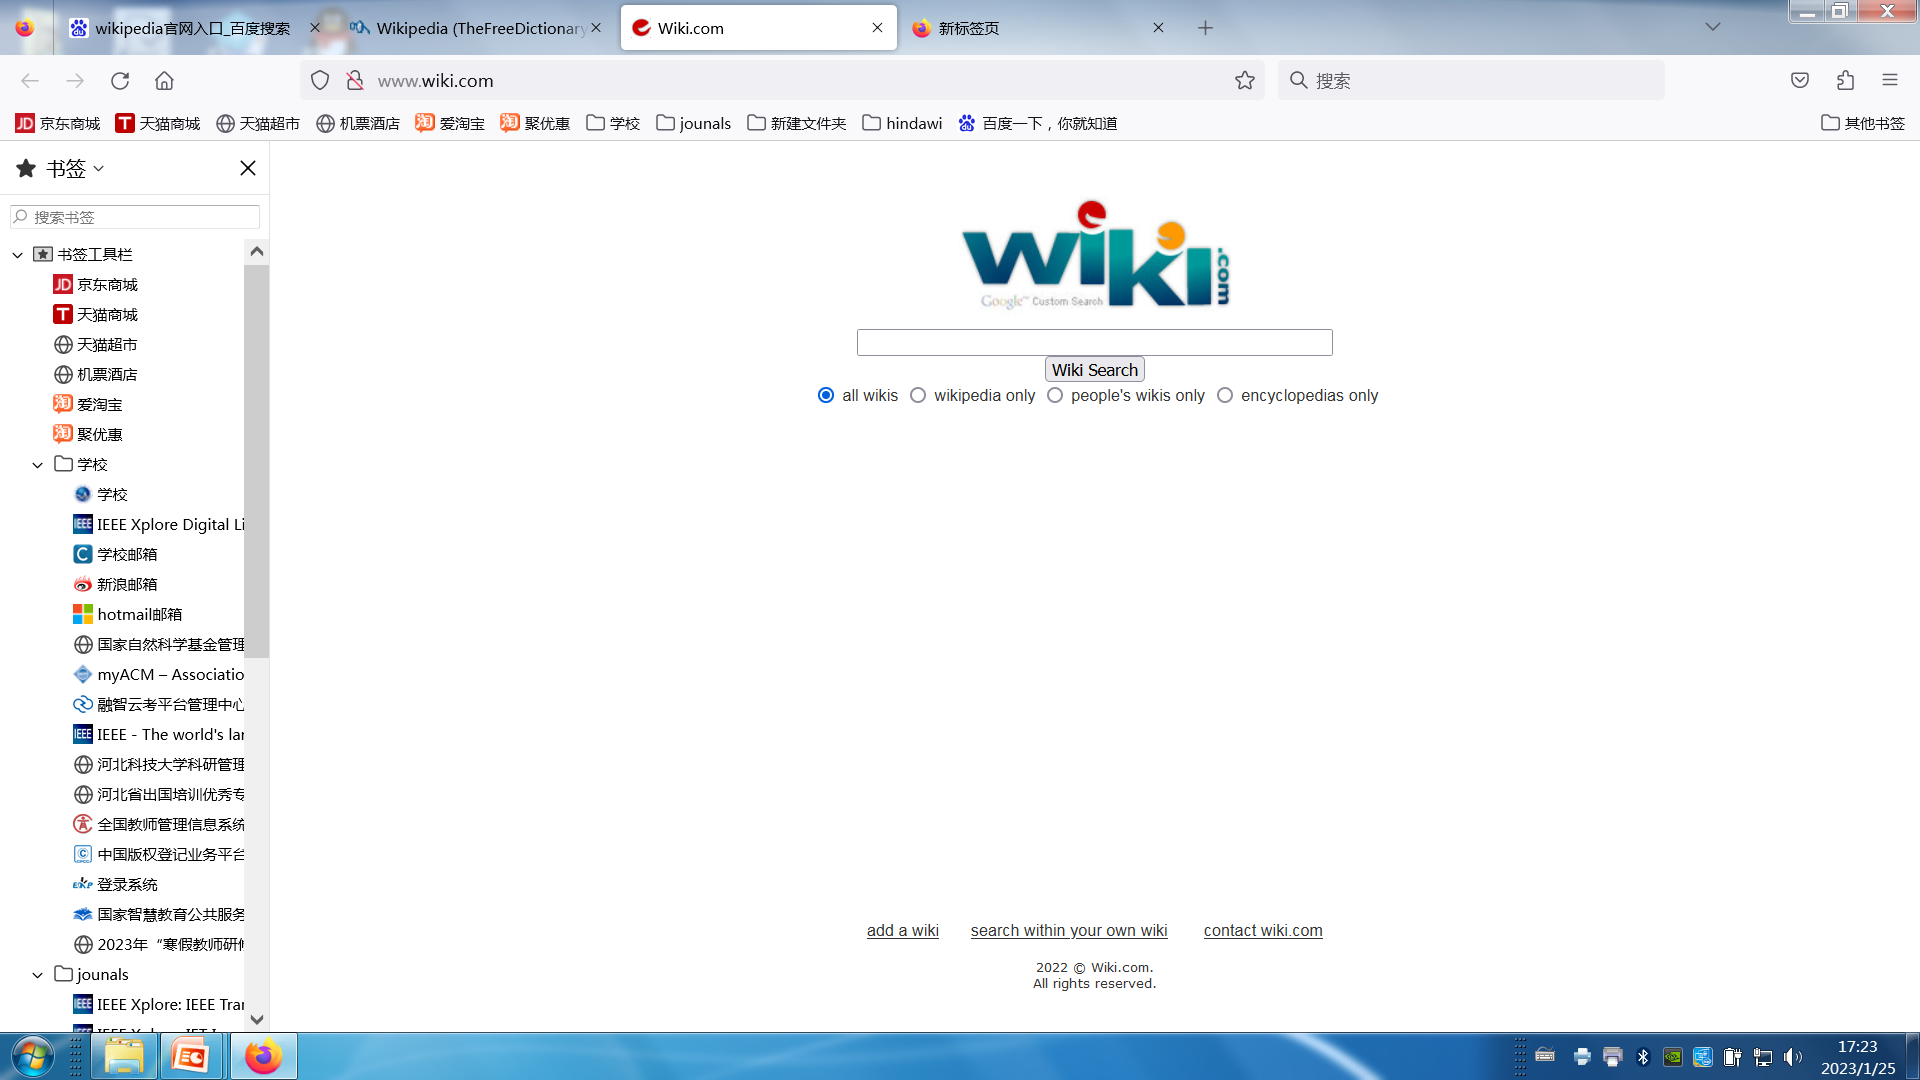 wikipedia官网入口_百度搜索
Wikipedia (TheFreeDictionary
Wiki.com
新标签页
www.wiki.com
搜索
京东商城
天猫商城
天猫超市
机票酒店
爱淘宝
聚优惠
学校
jounals
新建文件夹
hindawi
百度一下，你就知道
其他书签
书签
搜索书签
书签工具栏
京东商城
天猫商城
天猫超市
机票酒店
爱淘宝
聚优惠
学校
学校
IEEE Xplore Digital Li
学校邮箱
新浪邮箱
hotmail邮箱
国家自然科学基金管理
myACM – Associatio
融智云考平台管理中心
IEEE - The world's lar
河北科技大学科研管理
河北省出国培训优秀专
全国教师管理信息系统
中国版权登记业务平台
登录系统
国家智慧教育公共服务
2023年“寒假教师研修
jounals
IEEE Xplore: IEEE Tran
wiki.com
Google™ Custom Search
Wiki Search
all wikis
wikipedia only
people's wikis only
encyclopedias only
add a wiki
search within your own wiki
contact wiki.com
2022 © Wiki.com.
All rights reserved.
17:23
2023/1/25